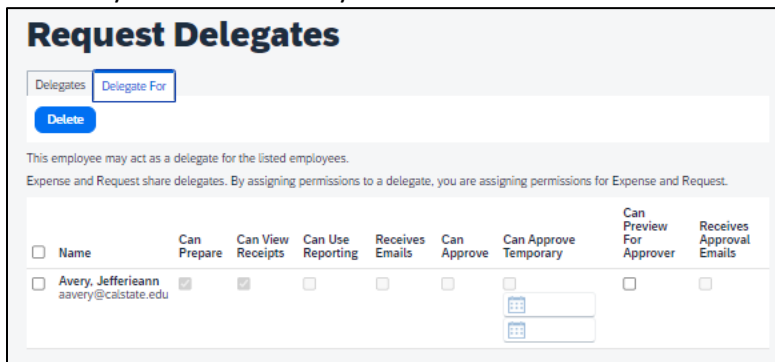 Request Delegates
Delegates Delegate For
Delete
This employee may act as a delegate for the listed employees.
Expense and Request share delegates. By assigning permissions to a delegate, you are assigning permissions for Expense and Request.
Name Can Prepare Can View Receipts Can Use Reporting Receives Emails Can Approve Can Approve Temporary Can Preview For Approver Receives Approval Emails
Avery, Jefferieann
aavery@calstate.edu